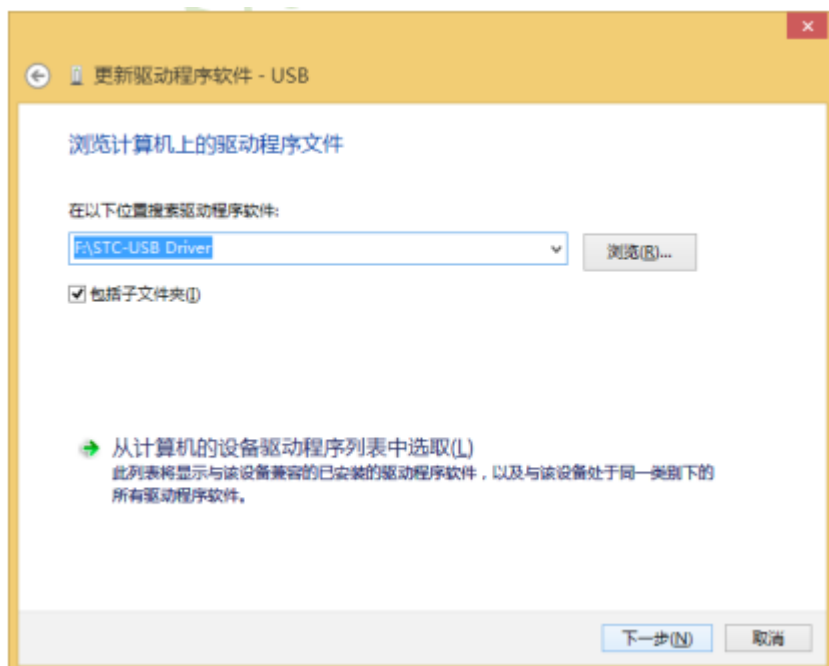 更新驱动程序软件 - USB
浏览计算机上的驱动程序文件
在以下位置搜索驱动程序软件:
F:\STC-USB Driver
浏览(R)...
包括子文件夹(I)
从计算机的设备驱动程序列表中选取(L)
此列表将显示与该设备兼容的已安装的驱动程序软件，以及与该设备处于同一类别下的
所有驱动程序软件。
下一步(N)
取消